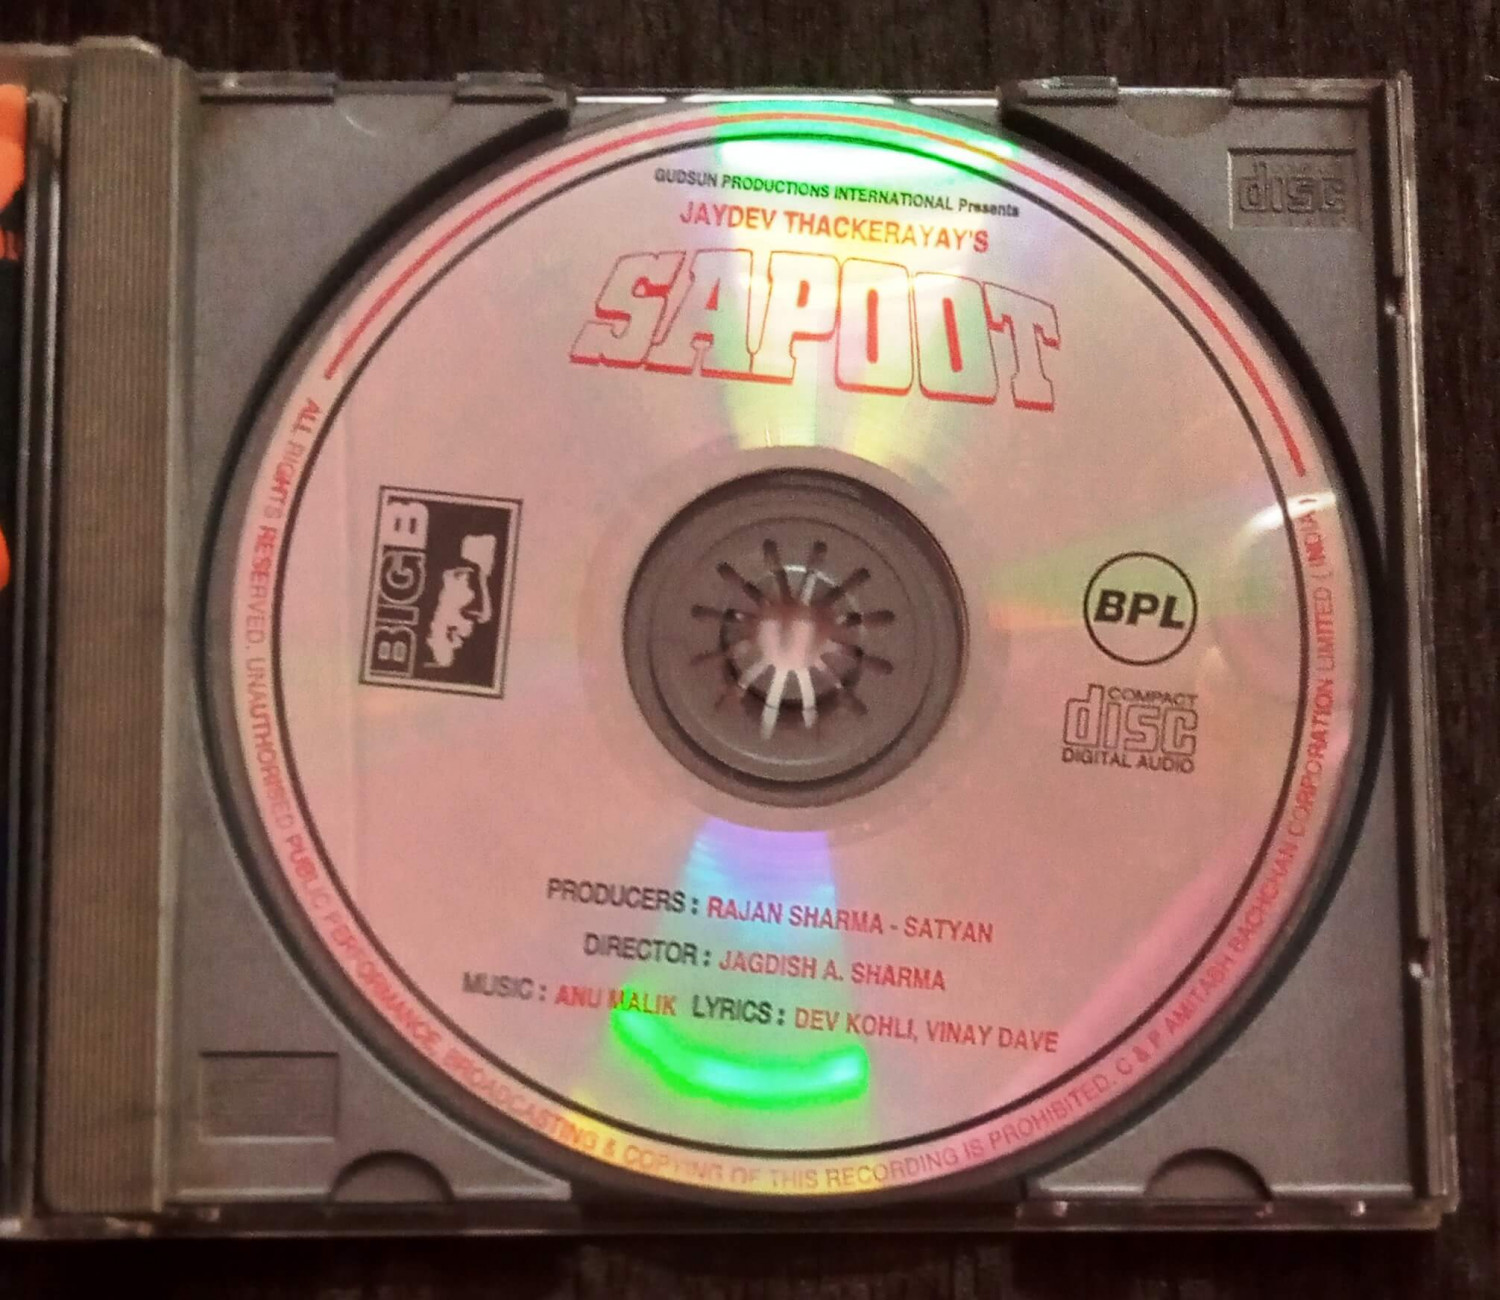 GUDSUN PRODUCTIONS INTERNATIONAL Presents
JAYDEV THACKERAYAY'S
SAPOOT
BIG B
BPL
COMPACT
disc
DIGITAL AUDIO
PRODUCERS : RAJAN SHARMA - SATYAN
DIRECTOR : JAGDISH A. SHARMA
MUSIC : ANU MALIK LYRICS : DEV KOHLI, VINAY DAVE
ALL RIGHTS RESERVED. UNAUTHORISED PUBLIC PERFORMANCE, BROADCASTING & COPYING OF THIS RECORDING IS PROHIBITED. C & P AMITABH BACHCHAN CORPORATION LIMITED ( INDIA )
disc